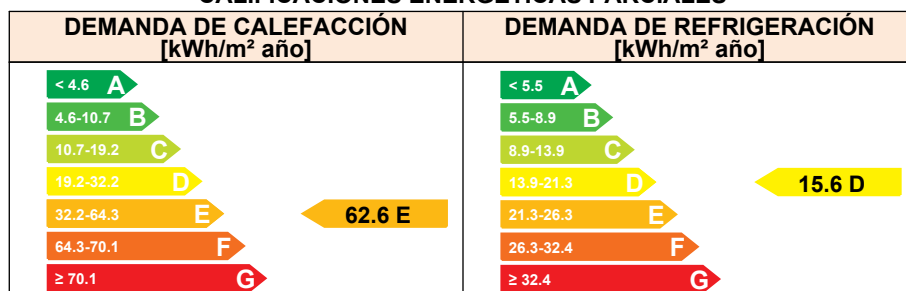 CALIFICACIONES ENERGÉTICAS PARCIALES
DEMANDA DE CALEFACCIÓN
[kWh/m² año]
< 4.6 A
4.6-10.7 B
10.7-19.2 C
19.2-32.2 D
32.2-64.3 E
62.6 E
64.3-70.1 F
≥ 70.1 G
DEMANDA DE REFRIGERACIÓN
[kWh/m² año]
< 5.5 A
5.5-8.9 B
8.9-13.9 C
13.9-21.3 D
15.6 D
21.3-26.3 E
26.3-32.4 F
≥ 32.4 G